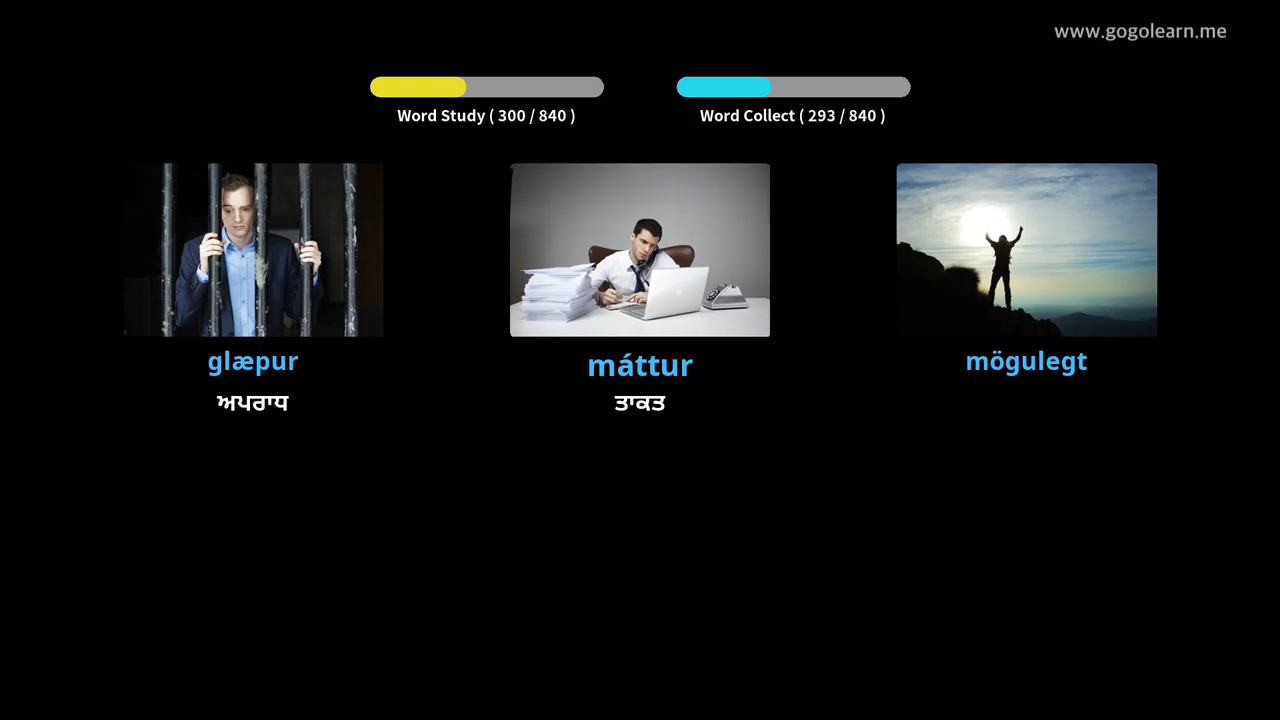 www.gogolearn.me
Word Study ( 300 / 840 )
Word Collect ( 293 / 840 )
glæpur
máttur
mögulegt
ਅਪਰਾਧ
ਤਾਕਤ